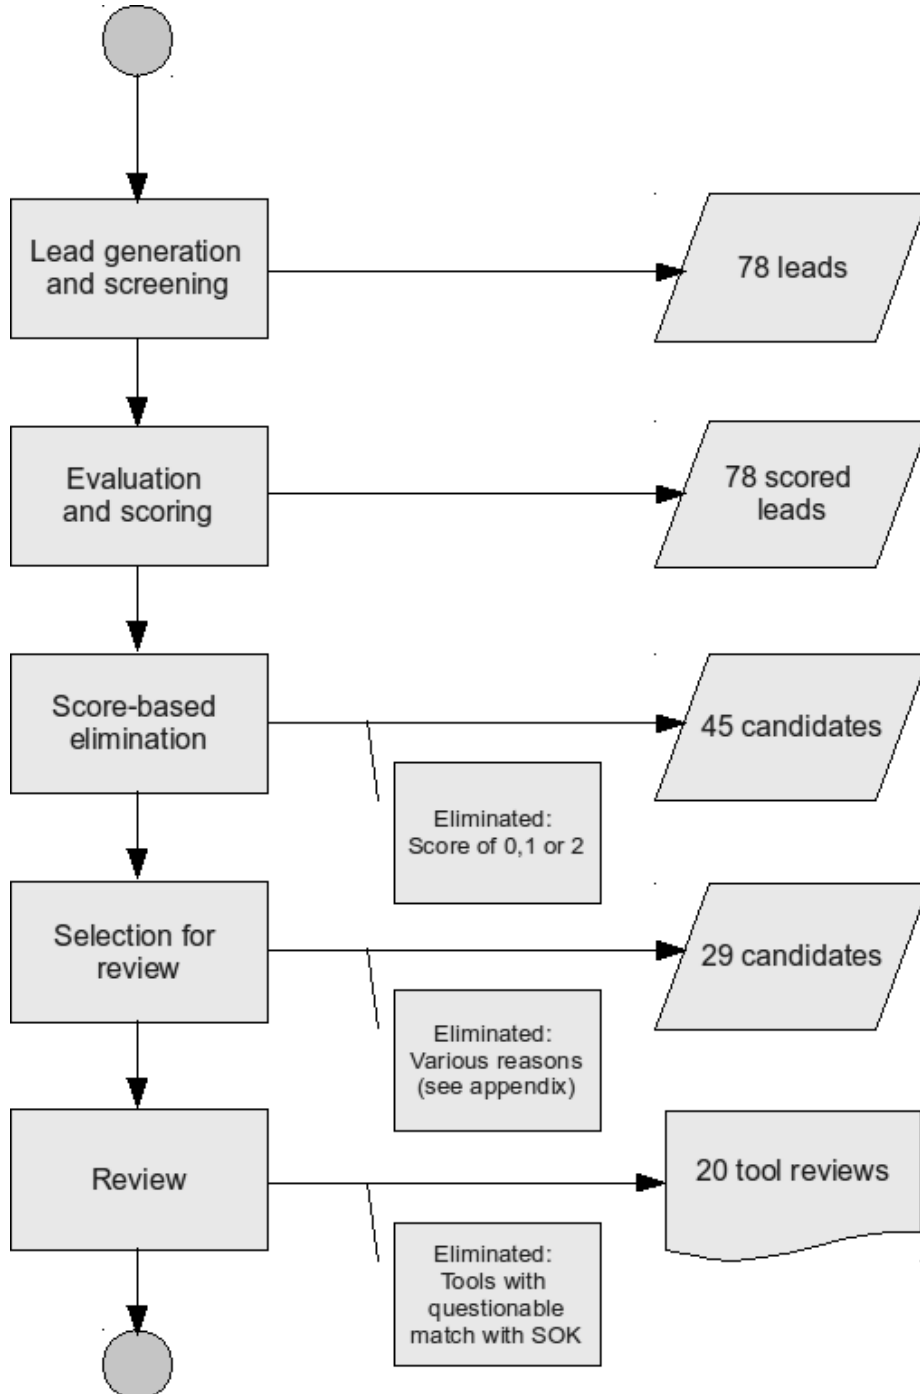 Lead generation
and screening
78 leads
Evaluation
and scoring
78 scored
leads
Score-based
elimination
45 candidates
Eliminated:
Score of 0,1 or 2
Selection for
review
29 candidates
Eliminated:
Various reasons
(see appendix)
Review
20 tool reviews
Eliminated:
Tools with
questionable
match with SOK